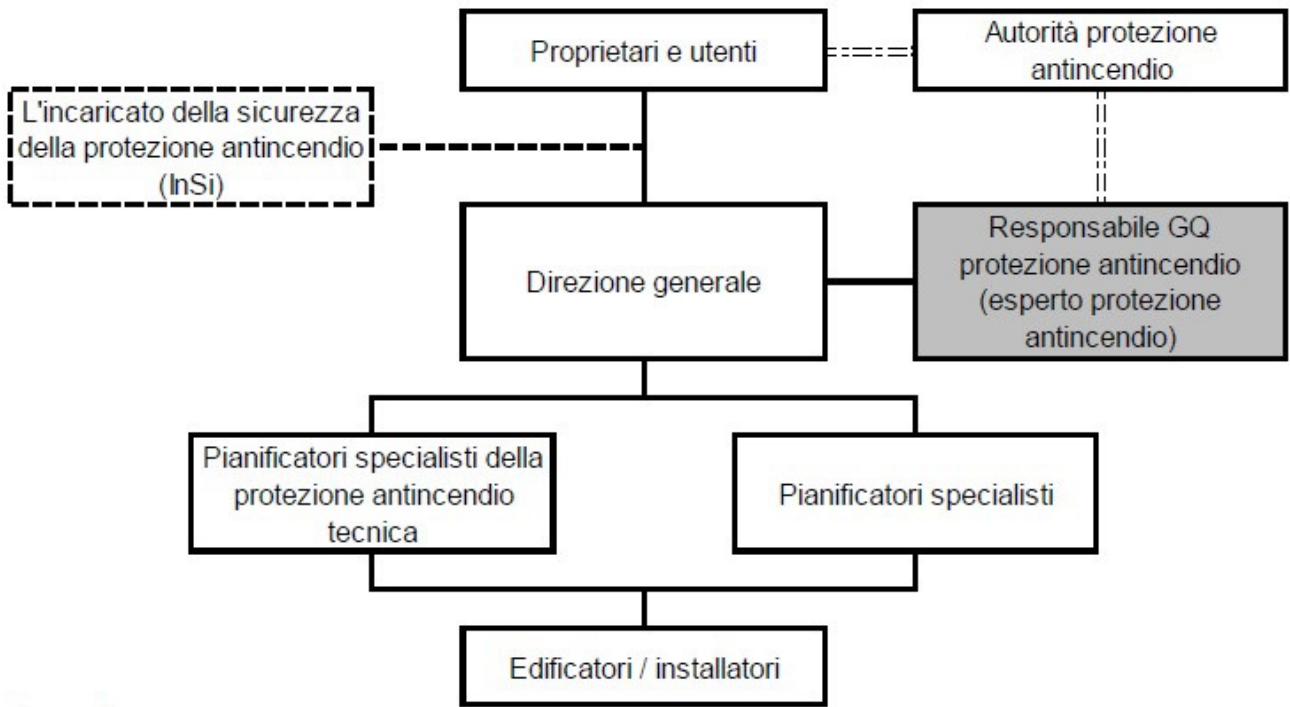 Proprietari e utenti
Autorità protezione
antincendio
L'incaricato della sicurezza
della protezione antincendio
(InSi)
Direzione generale
Responsabile GQ
protezione antincendio
(esperto protezione
antincendio)
Pianificatori specialisti della
protezione antincendio
tecnica
Pianificatori specialisti
Edificatori / installatori